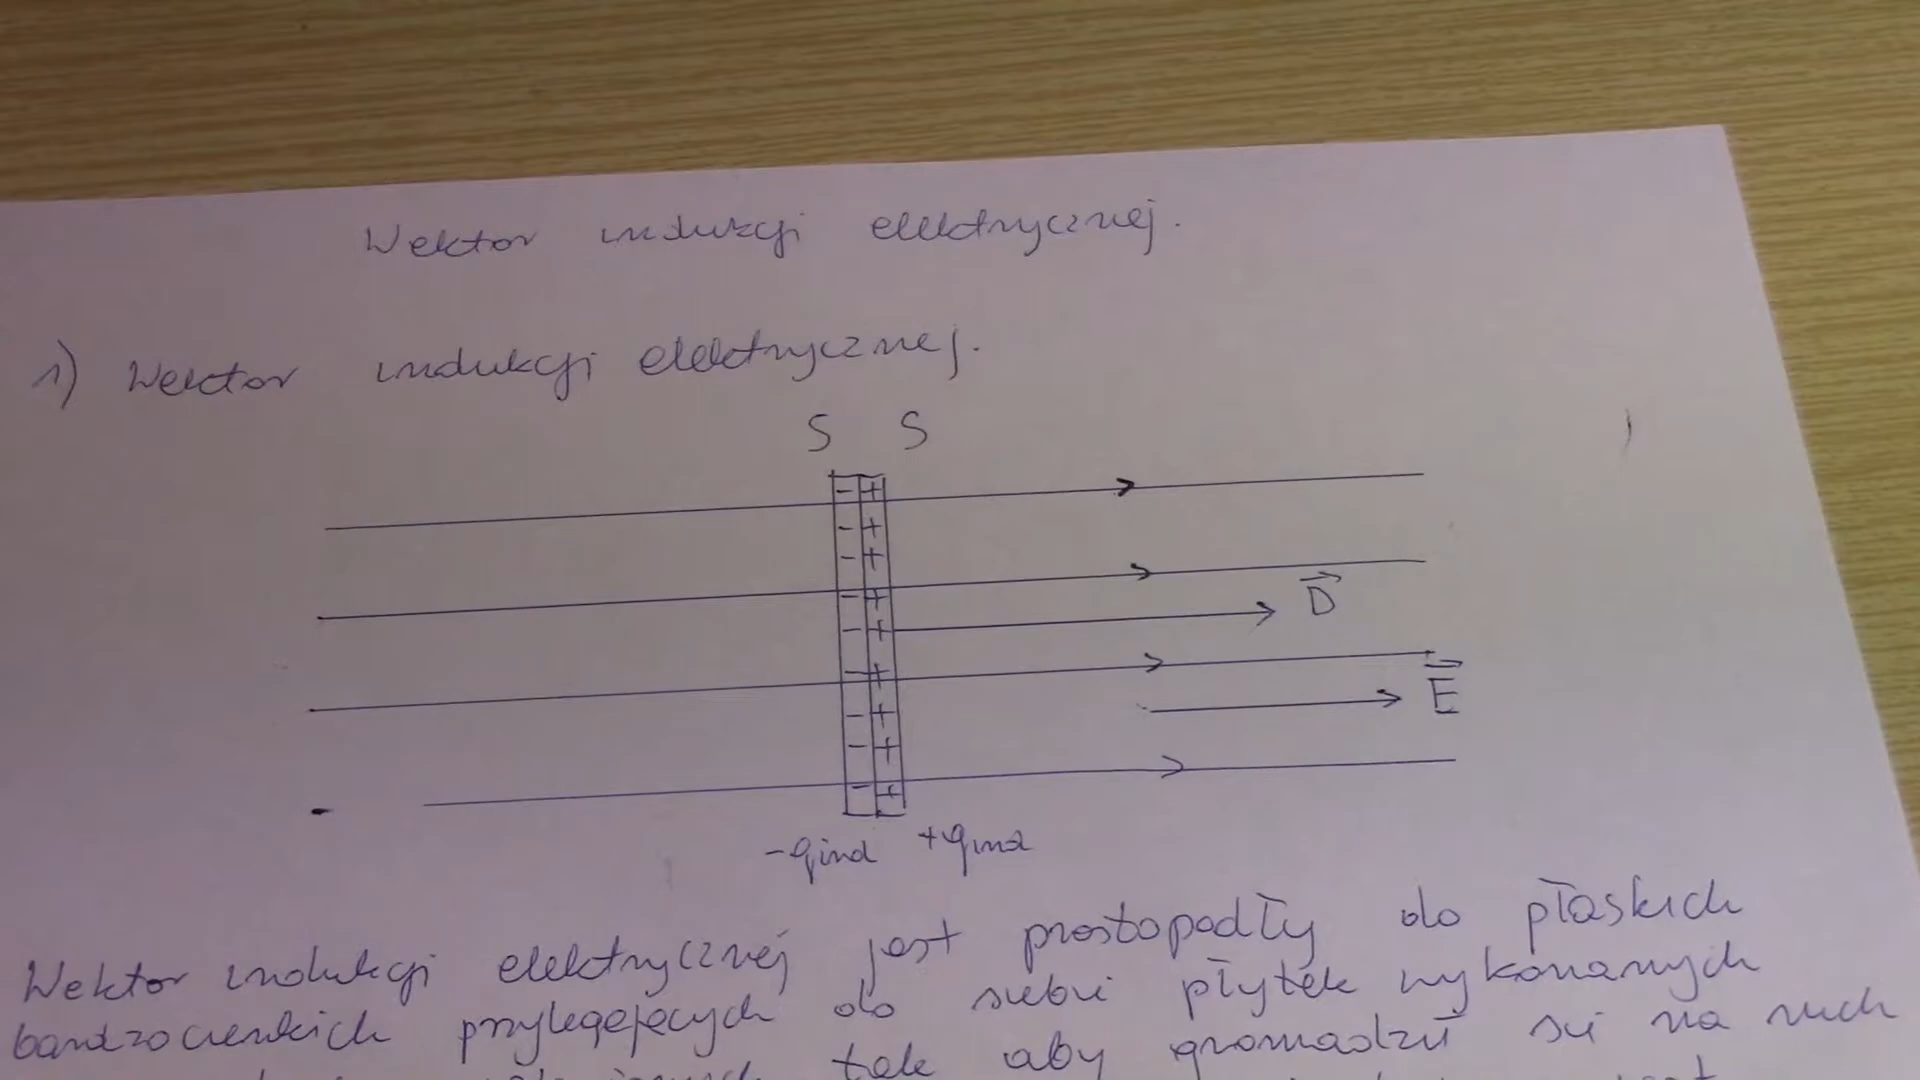 Wektor indukcji elektrycznej.
1) Wektor indukcji elektrycznej.
S S
- +
- +
- +
- +
- +
- +
- +
- +
- +
D
E
-qind +qind
Wektor indukcji elektrycznej jest prostopadły do płaskich
bardzo cienkich przylegających do siebie płytek wykonanych
tak aby gromadził się na nich